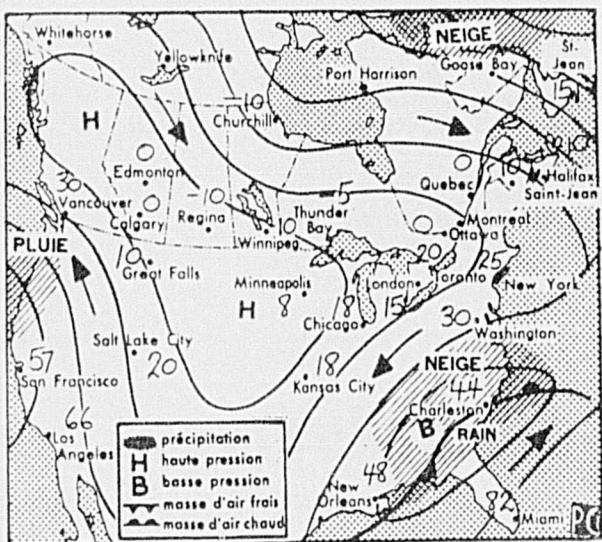 NEIGE
St-
Jean
Whitehorse
Yellowknife
Port Harrison
Goose Bay
15
-10
Churchill
H
Edmonton
0
30
Vancouver
0
Calgary
-10
Regina
10
Winnipeg
-5
Thunder
Bay
0
Quebec
10
Halifax
Saint-Jean
Montreal
0
Ottawa
PLUIE
10
Great Falls
20
Toronto
25
New York
Minneapolis
8
H
London
15
18
Chicago
30
Washington
Salt Lake City
20
18
Kansas City
57
San Francisco
NEIGE
44
Charleston
B
RAIN
66
Los
Angeles
48
New
Orleans
82
Miami
PC
précipitation
H haute pression
B basse pression
masse d'air frais
masse d'air chaud